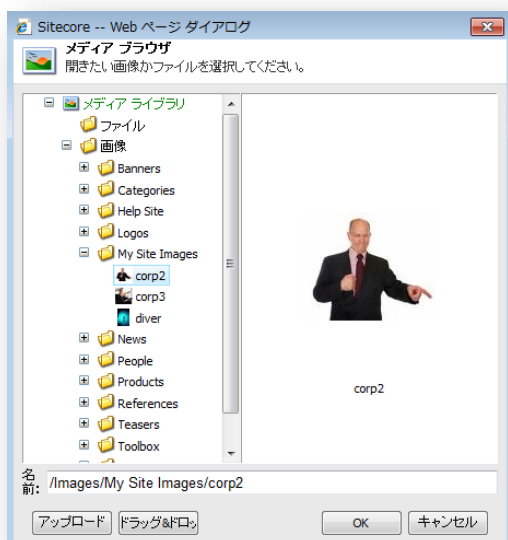 Sitecore -- Web ページ ダイアログ
メディア ブラウザ
開きたい画像かファイルを選択してください。
メディア ライブラリ
ファイル
画像
Banners
Categories
Help Site
Logos
My Site Images
corp2
corp3
diver
News
People
Products
References
Teasers
Toolbox
corp2
名前: /Images/My Site Images/corp2
アップロード ドラッグ&ドロッ OK キャンセル